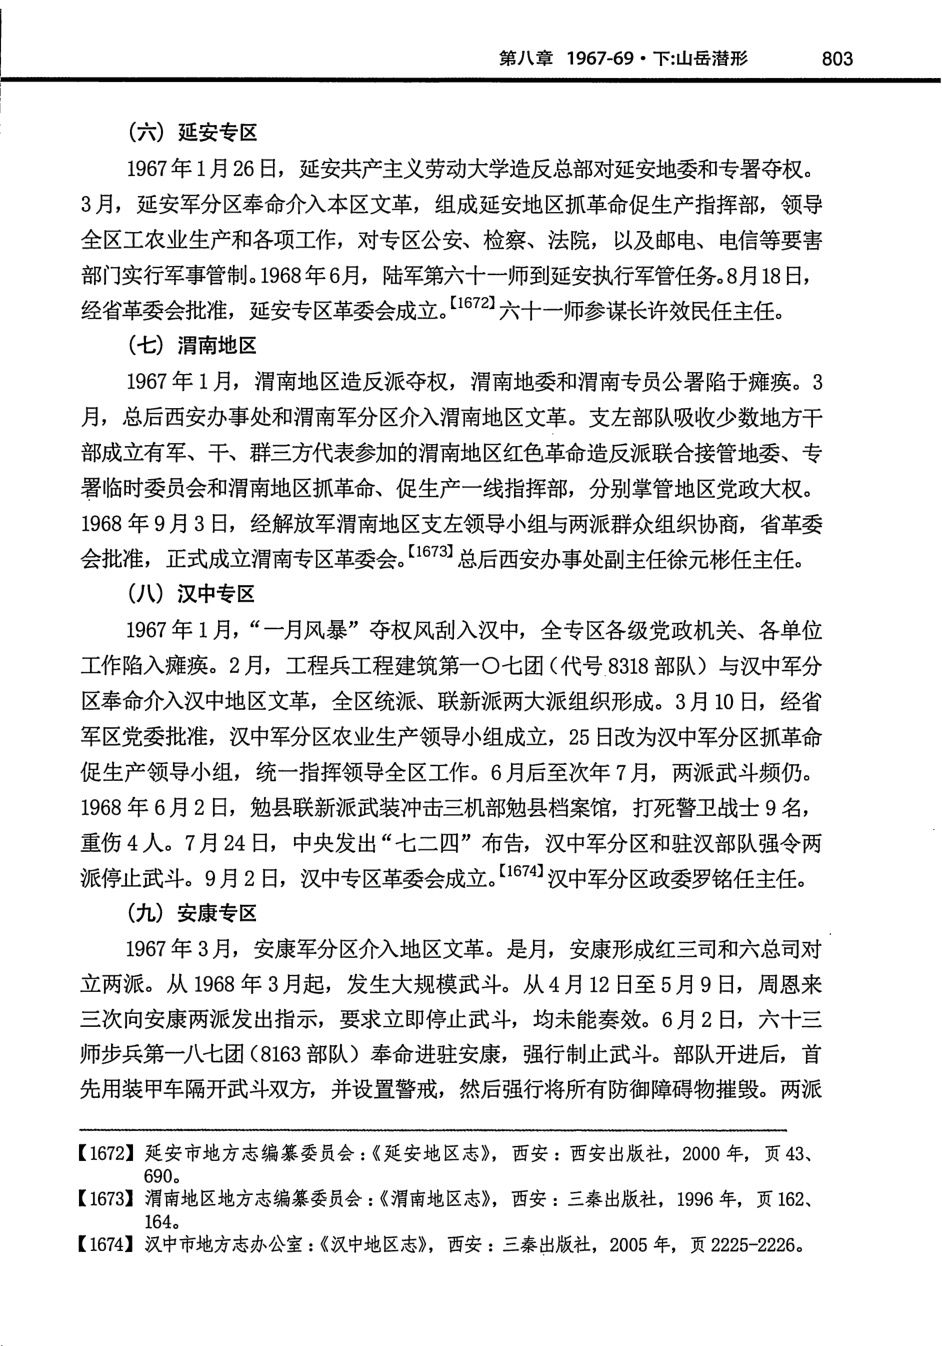 第八章 1967-69·下:山岳潜形 803
(六) 延安专区
1967年1月26日，延安共产主义劳动大学造反总部对延安地委和专署夺权。
3月，延安军分区奉命介入本区文革，组成延安地区抓革命促生产指挥部，领导
全区工农业生产和各项工作，对专区公安、检察、法院，以及邮电、电信等要害
部门实行军事管制。1968年6月，陆军第六十一师到延安执行军管任务。8月18日，
经省革委会批准，延安专区革委会成立。【1672】六十一师参谋长许效民任主任。
(七) 渭南地区
1967年1月，渭南地区造反派夺权，渭南地委和渭南专员公署陷于瘫痪。3
月，总后西安办事处和渭南军分区介入渭南地区文革。支左部队吸收少数地方干
部成立有军、干、群三方代表参加的渭南地区红色革命造反派联合接管地委、专
署临时委员会和渭南地区抓革命、促生产一线指挥部，分别掌管地区党政大权。
1968年9月3日，经解放军渭南地区支左领导小组与两派群众组织协商，省革委
会批准，正式成立渭南专区革委会。【1673】总后西安办事处副主任徐元彬任主任。
(八) 汉中专区
1967年1月，“一月风暴”夺权风刮入汉中，全专区各级党政机关、各单位
工作陷入瘫痪。2月，工程兵工程建筑第一〇七团(代号8318部队)与汉中军分
区奉命介入汉中地区文革，全区统派、联新派两大派组织形成。3月10日，经省
军区党委批准，汉中军分区农业生产领导小组成立，25日改为汉中军分区抓革命
促生产领导小组，统一指挥领导全区工作。6月后至次年7月，两派武斗频仍。
1968年6月2日，勉县联新派武装冲击三机部勉县档案馆，打死警卫战士9名，
重伤4人。7月24日，中央发出“七二四”布告，汉中军分区和驻汉部队强令两
派停止武斗。9月2日，汉中专区革委会成立。【1674】汉中军分区政委罗铭任主任。
(九) 安康专区
1967年3月，安康军分区介入地区文革。是月，安康形成红三司和六总司对
立两派。从1968年3月起，发生大规模武斗。从4月12日至5月9日，周恩来
三次向安康两派发出指示，要求立即停止武斗，均未能奏效。6月2日，六十三
师步兵第一八七团(8163部队)奉命进驻安康，强行制止武斗。部队开进后，首
先用装甲车隔开武斗双方，并设置警戒，然后强行将所有防御障碍物摧毁。两派
【1672】延安市地方志编纂委员会:《延安地区志》，西安：西安出版社，2000年，页43、
690。
【1673】渭南地区地方志编纂委员会:《渭南地区志》，西安：三秦出版社，1996年，页162、
164。
【1674】汉中市地方志办公室:《汉中地区志》，西安：三秦出版社，2005年，页2225-2226。